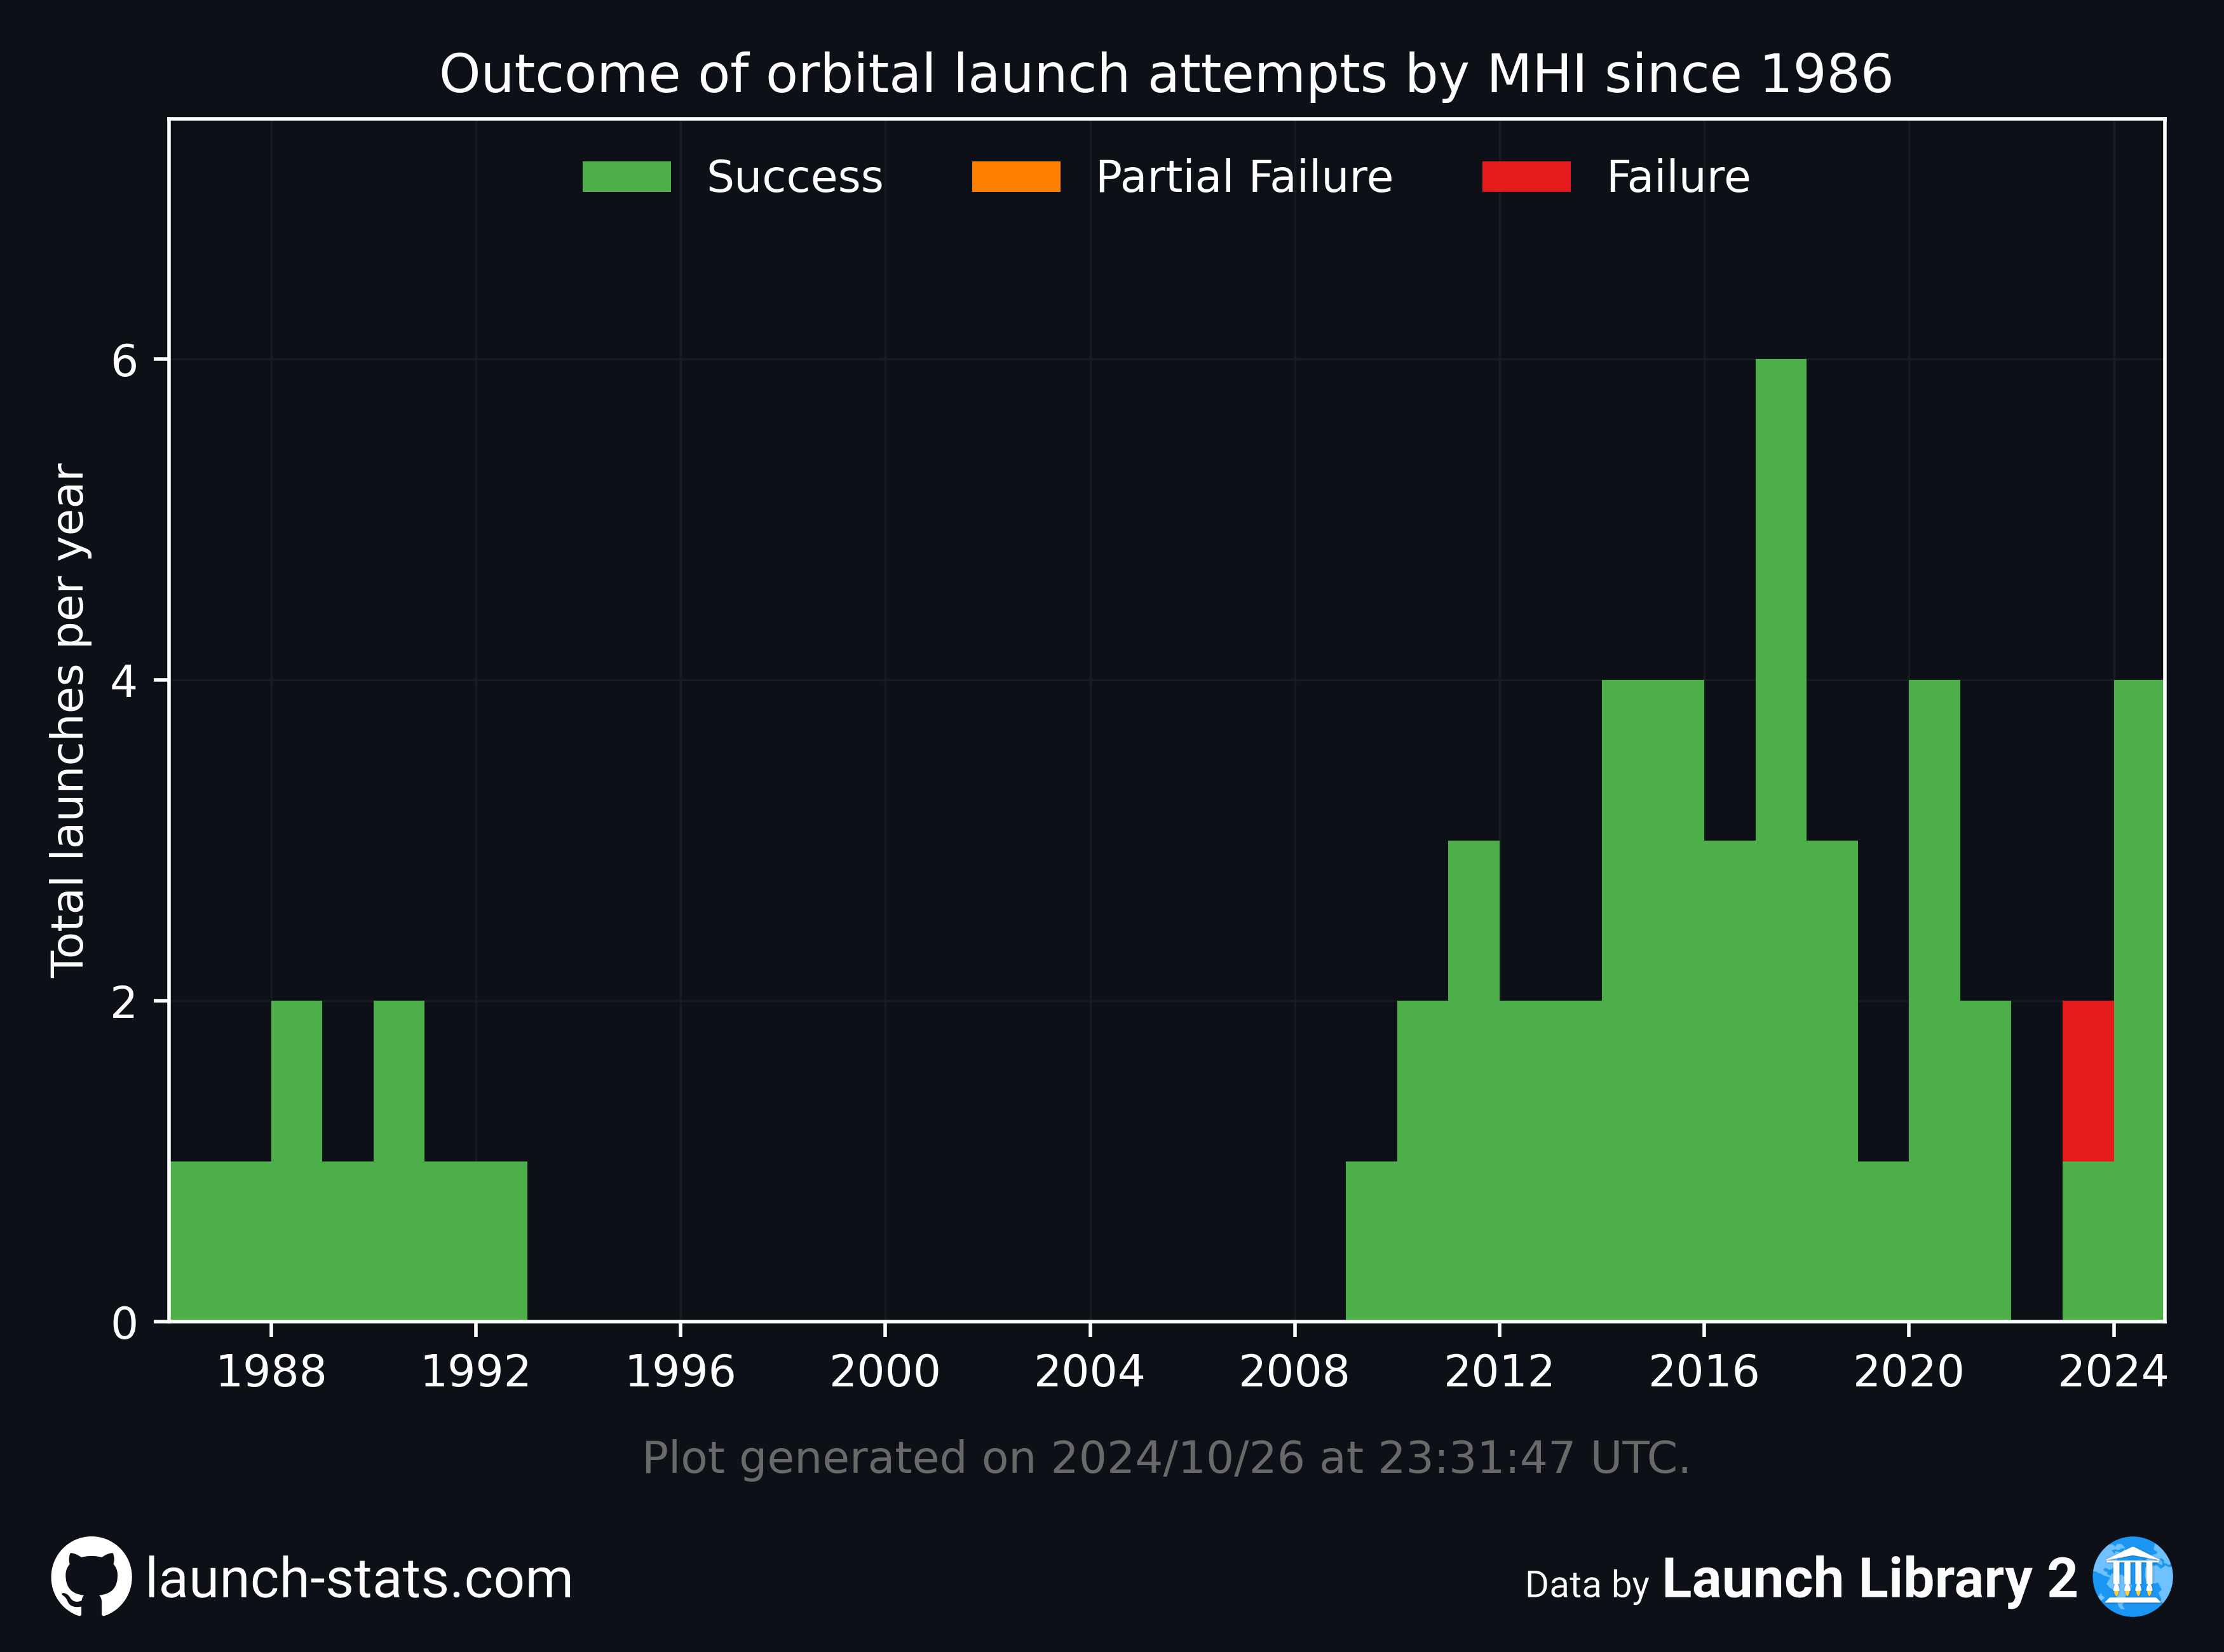 Outcome of orbital launch attempts by MHI since 1986
Success Partial Failure Failure
Total launches per year
6
4
2
0
1988 1992 1996 2000 2004 2008 2012 2016 2020 2024
Plot generated on 2024/10/26 at 23:31:47 UTC.
launch-stats.com
Data by Launch Library 2